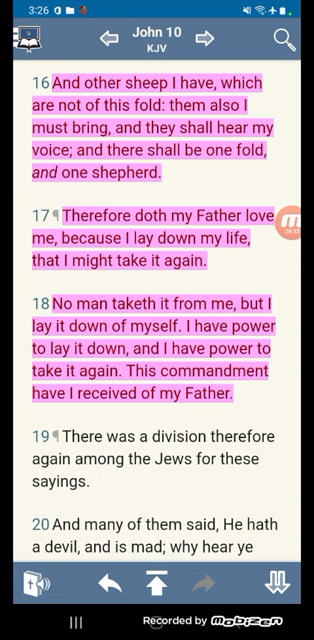 3:26
John 10
KJV
16 And other sheep I have, which
are not of this fold: them also I
must bring, and they shall hear my
voice; and there shall be one fold,
and one shepherd.
17 ¶ Therefore doth my Father love
me, because I lay down my life,
that I might take it again.
18 No man taketh it from me, but I
lay it down of myself. I have power
to lay it down, and I have power to
take it again. This commandment
have I received of my Father.
19 ¶ There was a division therefore
again among the Jews for these
sayings.
20 And many of them said, He hath
a devil, and is mad; why hear ye
Recorded by Mobizen